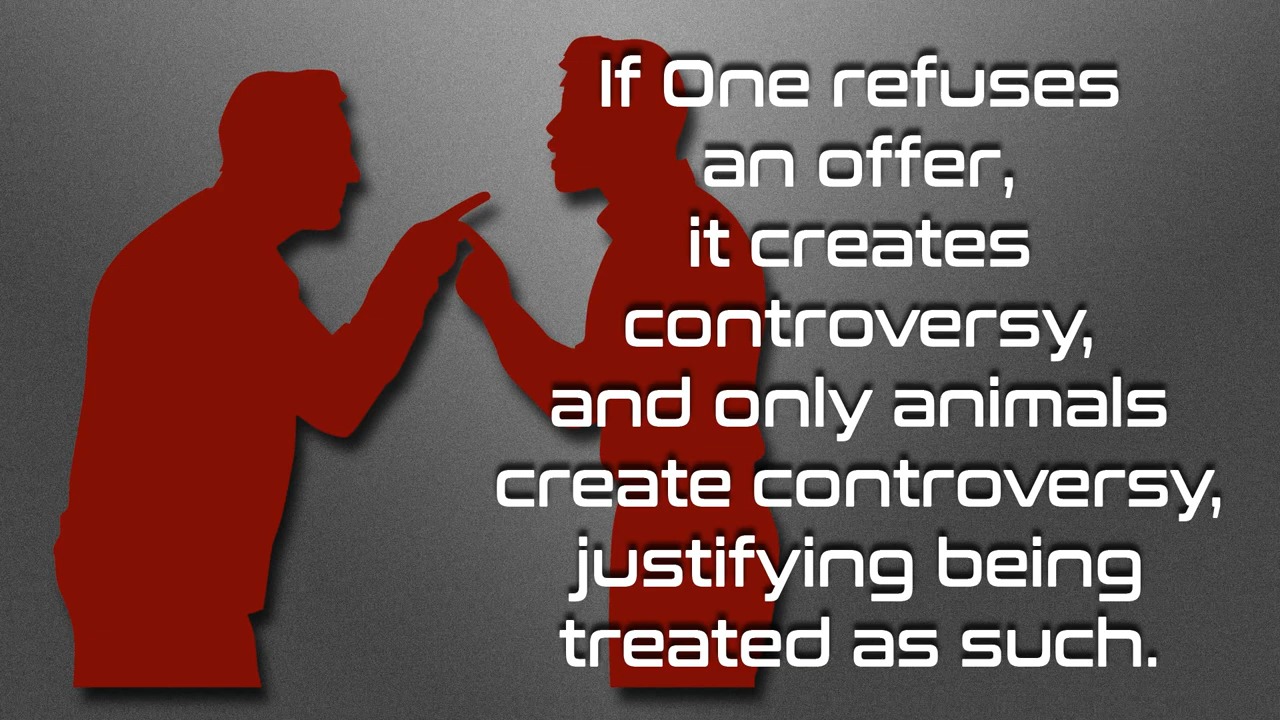 If One refuses
an offer,
it creates
controversy,
and only animals
create controversy,
justifying being
treated as such.